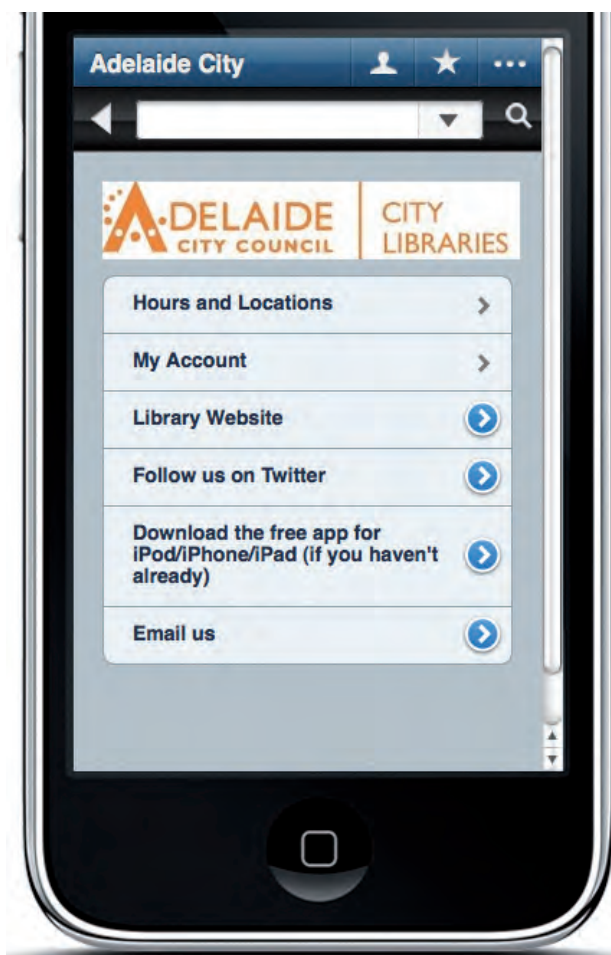 Adelaide City
ADELAIDE
CITY COUNCIL
CITY
LIBRARIES
Hours and Locations
My Account
Library Website
Follow us on Twitter
Download the free app for
iPod/iPhone/iPad (if you haven't
already)
Email us